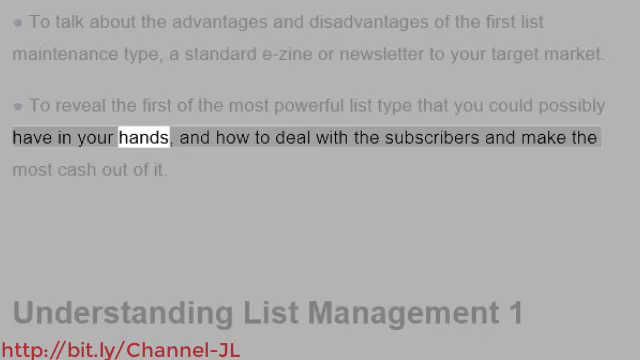 ● To talk about the advantages and disadvantages of the first list
maintenance type, a standard e-zine or newsletter to your target market.
● To reveal the first of the most powerful list type that you could possibly
have in your hands, and how to deal with the subscribers and make the
most cash out of it.
Understanding List Management 1
http://bit.ly/Channel-JL